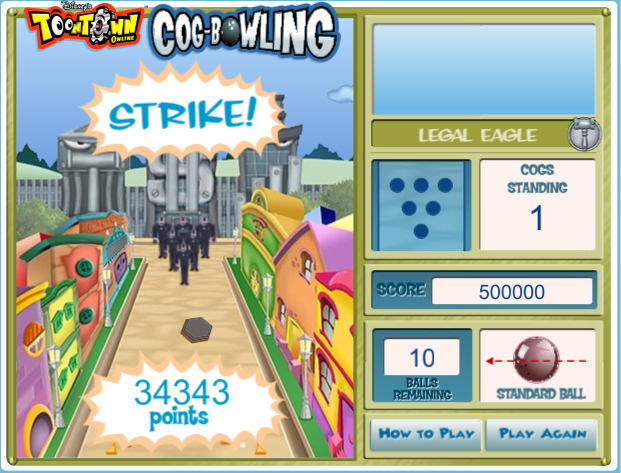 Disney's
TOONTOWN
ONLINE
COG-BOWLING
STRIKE!
LEGAL EAGLE
COGS
STANDING
1
SCORE 500000
10
BALLS
REMAINING
STANDARD BALL
34343
points
HOW TO PLAY
PLAY AGAIN